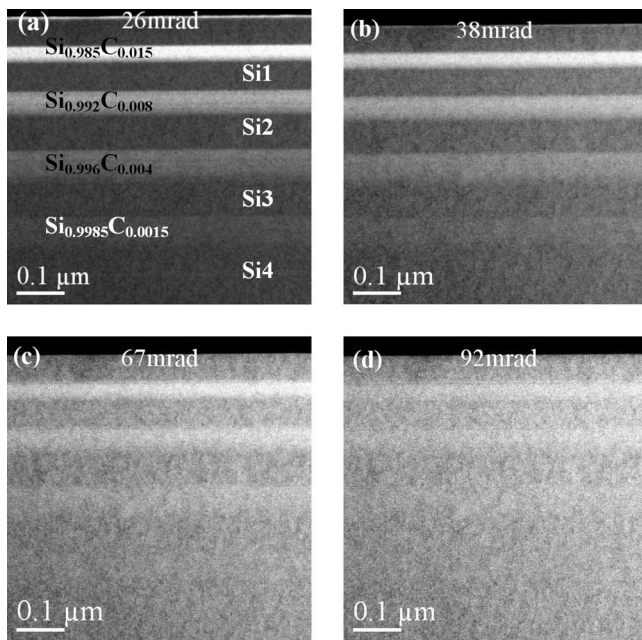 (a)
26mrad
Si0.985C0.015
Si1
Si0.992C0.008
Si2
Si0.996C0.004
Si3
Si0.9985C0.0015
Si4
0.1 µm
(b)
38mrad
0.1 µm
(c)
67mrad
0.1 µm
(d)
92mrad
0.1 µm